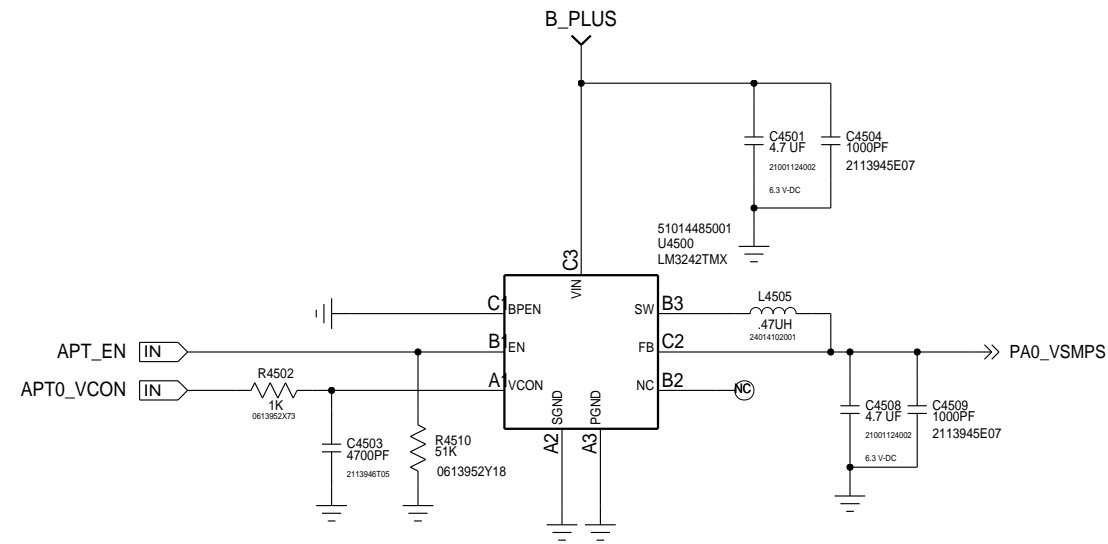 B_PLUS
C4501
4.7 UF
21001124002
6.3 V-DC
C4504
1000PF
2113945E07
51014485001
U4500
LM3242TMX
C3
VIN
C1
BPEN
SW
B3
L4505
.47UH
24014102001
APT_EN
IN
B1
EN
FB
C2
PA0_VSMPS
APT0_VCON
IN
R4502
1K
0613952X73
A1
VCON
NC
B2
NC
SGND
PGND
A2
A3
C4503
4700PF
2113946T05
R4510
51K
0613952Y18
C4508
4.7 UF
21001124002
6.3 V-DC
C4509
1000PF
2113945E07